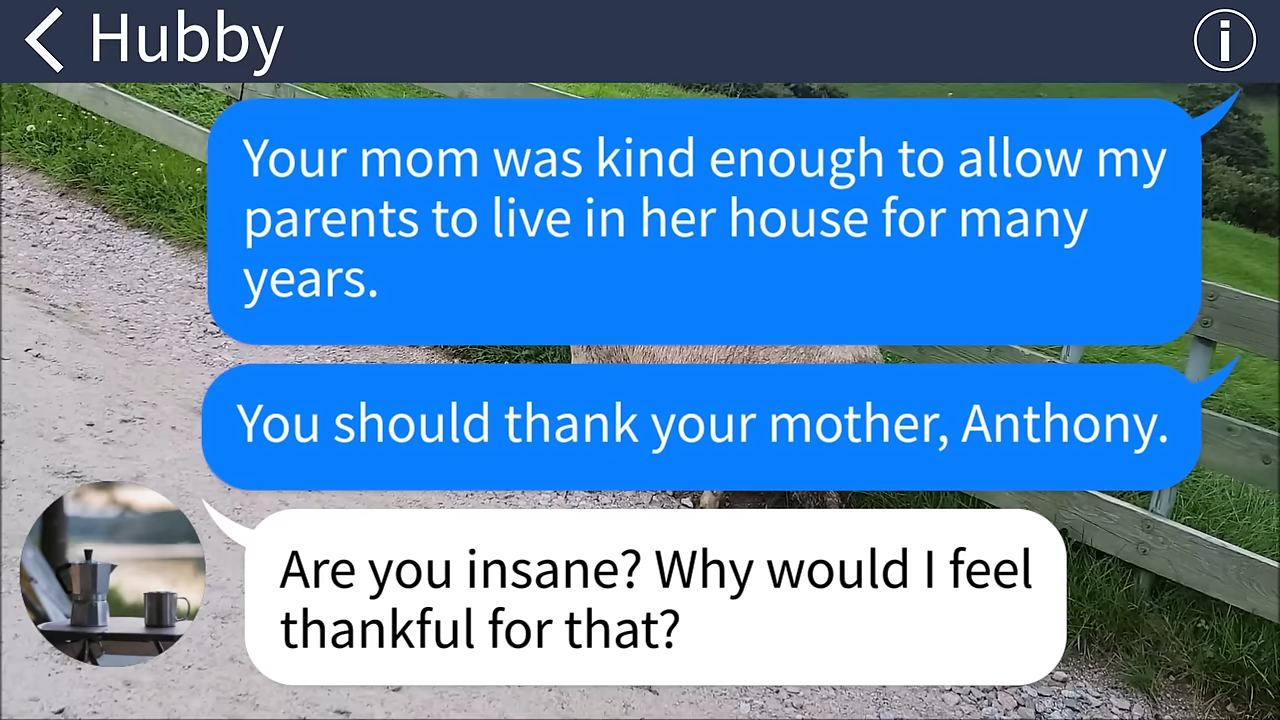 Hubby
Your mom was kind enough to allow my
parents to live in her house for many
years.
You should thank your mother, Anthony.
Are you insane? Why would I feel
thankful for that?